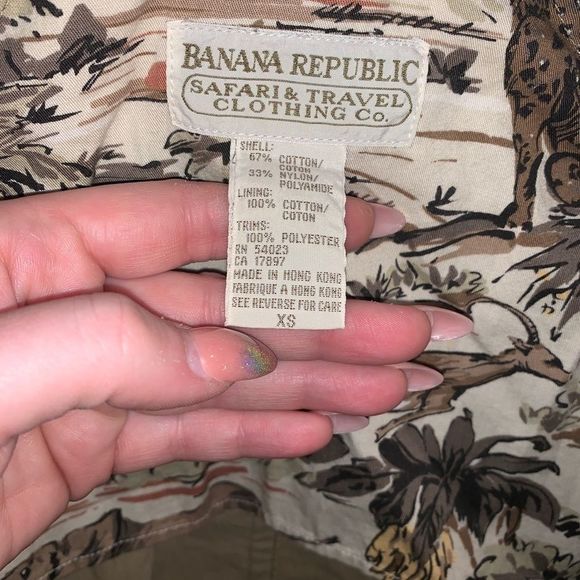 BANANA REPUBLIC
SAFARI & TRAVEL
CLOTHING CO.
SHELL:
67% COTTON/
COTON
33% NYLON/
POLYAMIDE
LINING:
100% COTTON/
COTON
TRIMS:
100% POLYESTER
RN 54023
CA 17897
MADE IN HONG KONG
FABRIQUE A HONG KONG
SEE REVERSE FOR CARE
XS